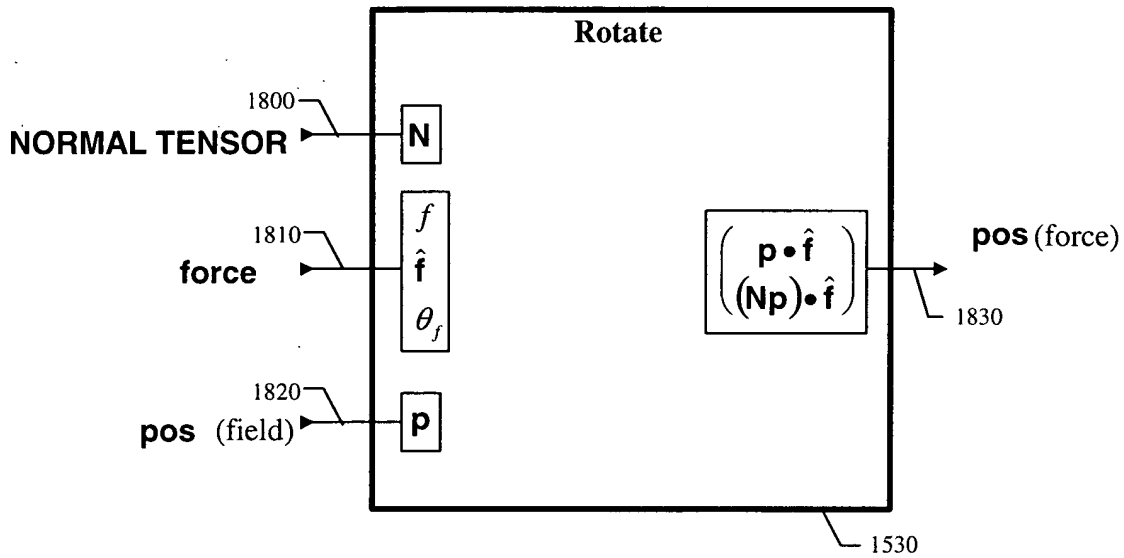 Rotate
1800
NORMAL TENSOR
N
1810
force
f
f̂
θ_f
1820
pos (field)
p
p • f̂
(Np) • f̂
pos (force)
1830
1530